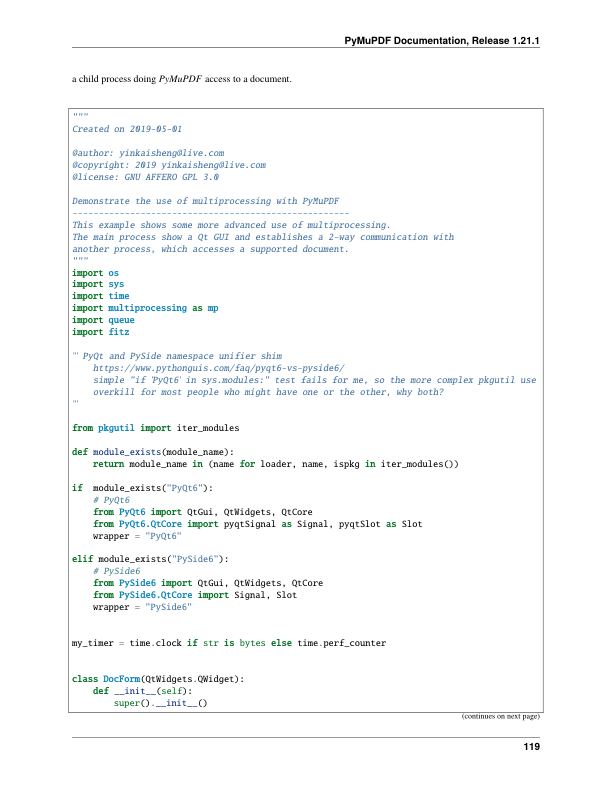 PyMuPDF Documentation, Release 1.21.1
a child process doing PyMuPDF access to a document.
"""
Created on 2019-05-01
@author: yinkaisheng@live.com
@copyright: 2019 yinkaisheng@live.com
@license: GNU AFFERO GPL 3.0
Demonstrate the use of multiprocessing with PyMuPDF
-----------------------------------------------------
This example shows some more advanced use of multiprocessing.
The main process show a Qt GUI and establishes a 2-way communication with
another process, which accesses a supported document.
"""
import os
import sys
import time
import multiprocessing as mp
import queue
import fitz
''' PyQt and PySide namespace unifier shim
    https://www.pythonguis.com/faq/pyqt6-vs-pyside6/
    simple "if 'PyQt6' in sys.modules:" test fails for me, so the more complex pkgutil use
    overkill for most people who might have one or the other, why both?
'''
from pkgutil import iter_modules
def module_exists(module_name):
    return module_name in (name for loader, name, ispkg in iter_modules())
if  module_exists("PyQt6"):
    # PyQt6
    from PyQt6 import QtGui, QtWidgets, QtCore
    from PyQt6.QtCore import pyqtSignal as Signal, pyqtSlot as Slot
    wrapper = "PyQt6"
elif module_exists("PySide6"):
    # PySide6
    from PySide6 import QtGui, QtWidgets, QtCore
    from PySide6.QtCore import Signal, Slot
    wrapper = "PySide6"
my_timer = time.clock if str is bytes else time.perf_counter
class DocForm(QtWidgets.QWidget):
    def __init__(self):
        super().__init__()
(continues on next page)
119